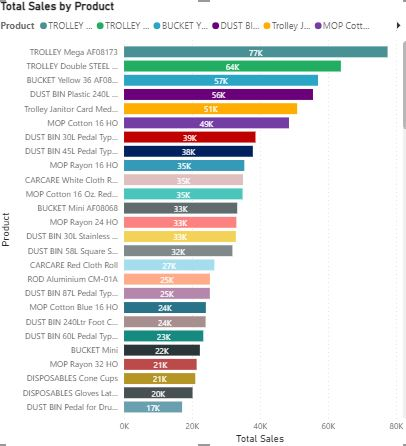 Total Sales by Product
Product TROLLEY ... TROLLEY ... BUCKET Y... DUST BI... Trolley J... MOP Cott...
TROLLEY Mega AF08173 77K
TROLLEY Double STEEL ... 64K
BUCKET Yellow 36 AF08... 57K
DUST BIN Plastic 240L ... 56K
Trolley Janitor Card Med... 51K
MOP Cotton 16 HO 49K
DUST BIN 30L Pedal Typ... 39K
DUST BIN 45L Pedal Typ... 38K
MOP Rayon 16 HO 35K
CARCARE White Cloth R... 35K
MOP Cotton 16 Oz. Red... 35K
BUCKET Mini AF08068 33K
MOP Rayon 24 HO 33K
DUST BIN 30L Stainless ... 33K
DUST BIN 58L Square S... 32K
CARCARE Red Cloth Roll 27K
ROD Aluminium CM-01A 25K
DUST BIN 87L Pedal Typ... 25K
MOP Cotton Blue 16 HO 24K
DUST BIN 240Ltr Foot C... 24K
DUST BIN 60L Pedal Typ... 23K
BUCKET Mini 22K
MOP Rayon 32 HO 21K
DISPOSABLES Cone Cups 21K
DISPOSABLES Gloves Lat... 20K
DUST BIN Pedal for Dru... 17K
Product
0K 20K 40K 60K 80K
Total Sales